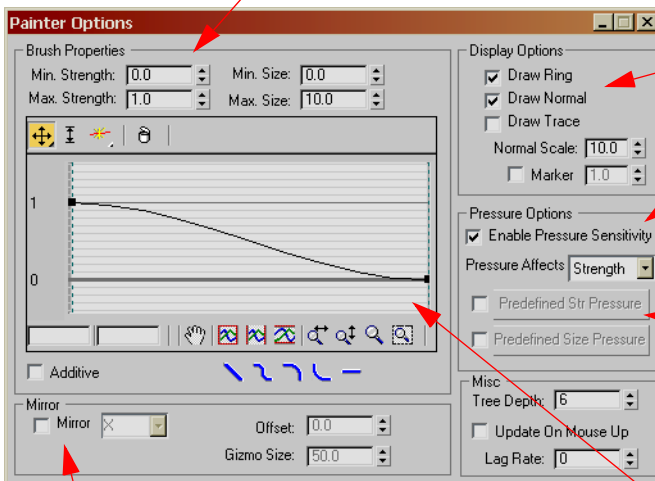 Painter Options
Brush Properties
Min. Strength: 0.0 Min. Size: 0.0
Max. Strength: 1.0 Max. Size: 10.0
1
0
Additive
Mirror
Mirror X
Offset: 0.0
Gizmo Size: 50.0
Display Options
Draw Ring
Draw Normal
Draw Trace
Normal Scale: 10.0
Marker 1.0
Pressure Options
Enable Pressure Sensitivity
Pressure Affects Strength
Predefined Str Pressure
Predefined Size Pressure
Misc
Tree Depth: 6
Update On Mouse Up
Lag Rate: 0